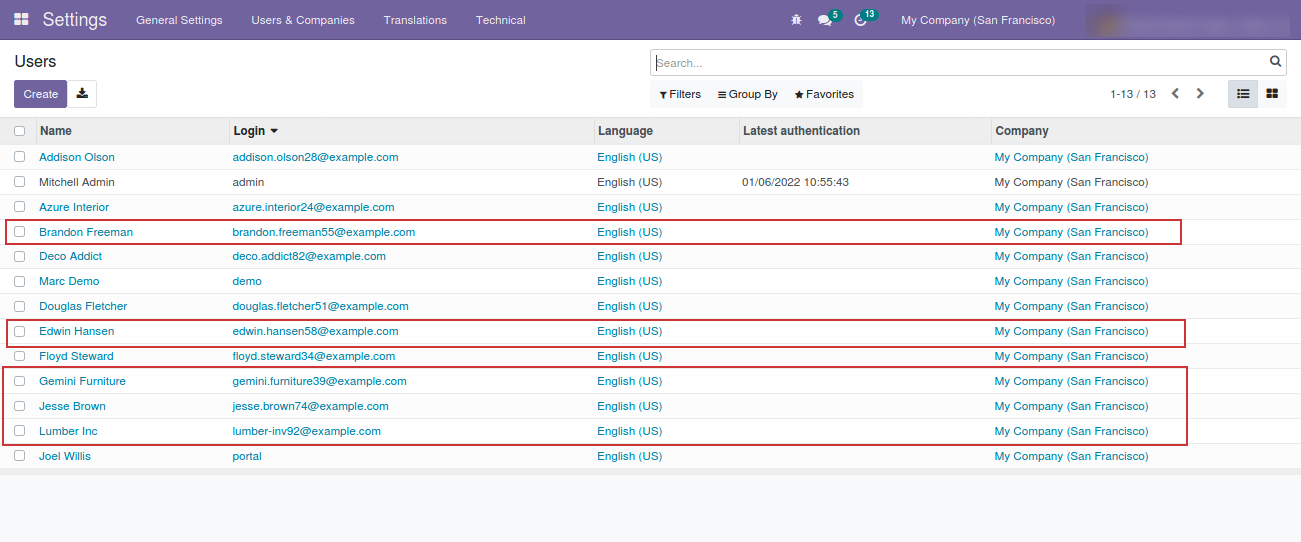 Settings General Settings Users & Companies Translations Technical 5 13 My Company (San Francisco)
Users
Search...
Create Filters Group By Favorites 1-13 / 13
Name Login Language Latest authentication Company
Addison Olson addison.olson28@example.com English (US) My Company (San Francisco)
Mitchell Admin admin English (US) 01/06/2022 10:55:43 My Company (San Francisco)
Azure Interior azure.interior24@example.com English (US) My Company (San Francisco)
Brandon Freeman brandon.freeman55@example.com English (US) My Company (San Francisco)
Deco Addict deco.addict82@example.com English (US) My Company (San Francisco)
Marc Demo demo English (US) My Company (San Francisco)
Douglas Fletcher douglas.fletcher51@example.com English (US) My Company (San Francisco)
Edwin Hansen edwin.hansen58@example.com English (US) My Company (San Francisco)
Floyd Steward floyd.steward34@example.com English (US) My Company (San Francisco)
Gemini Furniture gemini.furniture39@example.com English (US) My Company (San Francisco)
Jesse Brown jesse.brown74@example.com English (US) My Company (San Francisco)
Lumber Inc lumber-inv92@example.com English (US) My Company (San Francisco)
Joel Willis portal English (US) My Company (San Francisco)